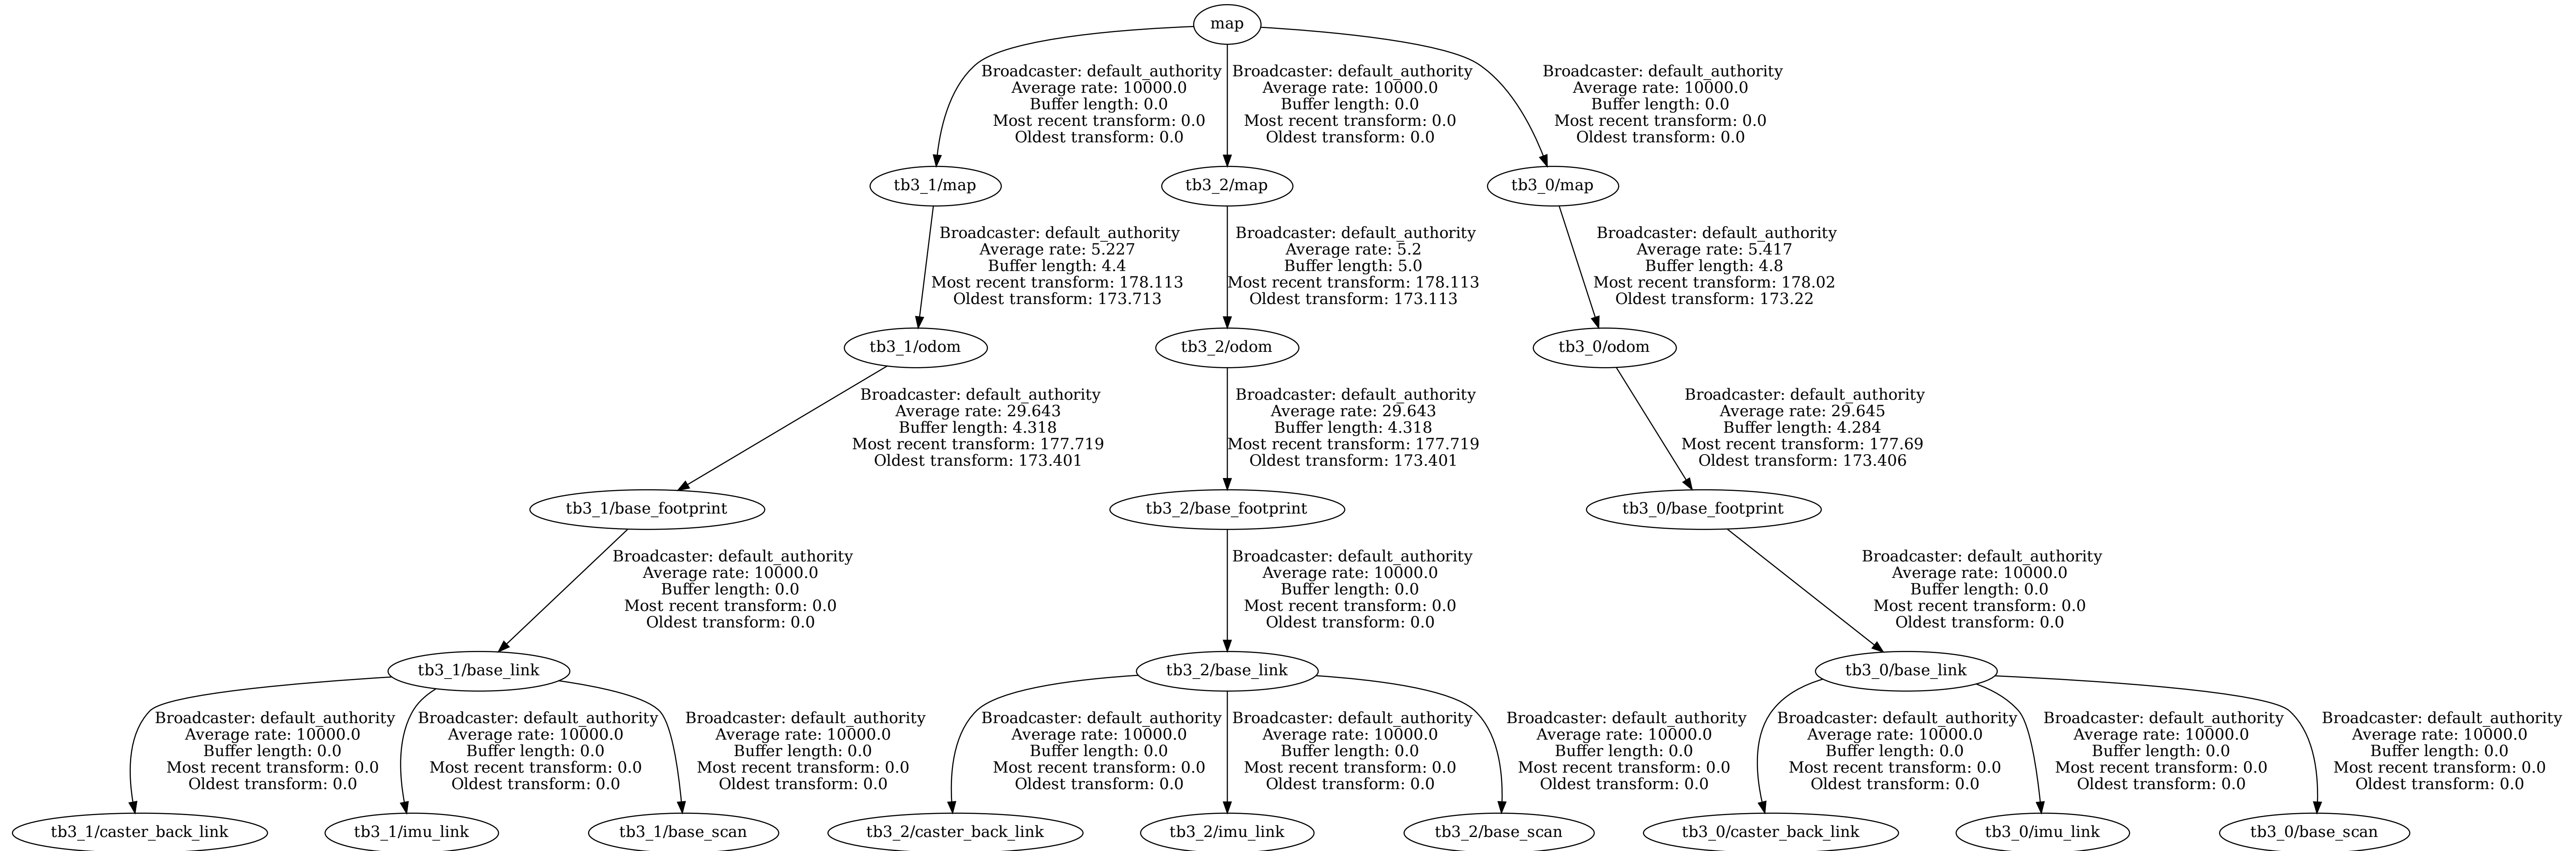 map
Broadcaster: default_authority
Average rate: 10000.0
Buffer length: 0.0
Most recent transform: 0.0
Oldest transform: 0.0
Broadcaster: default_authority
Average rate: 10000.0
Buffer length: 0.0
Most recent transform: 0.0
Oldest transform: 0.0
Broadcaster: default_authority
Average rate: 10000.0
Buffer length: 0.0
Most recent transform: 0.0
Oldest transform: 0.0
tb3_1/map
tb3_2/map
tb3_0/map
Broadcaster: default_authority
Average rate: 5.227
Buffer length: 4.4
Most recent transform: 178.113
Oldest transform: 173.713
Broadcaster: default_authority
Average rate: 5.2
Buffer length: 5.0
Most recent transform: 178.113
Oldest transform: 173.113
Broadcaster: default_authority
Average rate: 5.417
Buffer length: 4.8
Most recent transform: 178.02
Oldest transform: 173.22
tb3_1/odom
tb3_2/odom
tb3_0/odom
Broadcaster: default_authority
Average rate: 29.643
Buffer length: 4.318
Most recent transform: 177.719
Oldest transform: 173.401
Broadcaster: default_authority
Average rate: 29.643
Buffer length: 4.318
Most recent transform: 177.719
Oldest transform: 173.401
Broadcaster: default_authority
Average rate: 29.645
Buffer length: 4.284
Most recent transform: 177.69
Oldest transform: 173.406
tb3_1/base_footprint
tb3_2/base_footprint
tb3_0/base_footprint
Broadcaster: default_authority
Average rate: 10000.0
Buffer length: 0.0
Most recent transform: 0.0
Oldest transform: 0.0
Broadcaster: default_authority
Average rate: 10000.0
Buffer length: 0.0
Most recent transform: 0.0
Oldest transform: 0.0
Broadcaster: default_authority
Average rate: 10000.0
Buffer length: 0.0
Most recent transform: 0.0
Oldest transform: 0.0
tb3_1/base_link
tb3_2/base_link
tb3_0/base_link
Broadcaster: default_authority
Average rate: 10000.0
Buffer length: 0.0
Most recent transform: 0.0
Oldest transform: 0.0
Broadcaster: default_authority
Average rate: 10000.0
Buffer length: 0.0
Most recent transform: 0.0
Oldest transform: 0.0
Broadcaster: default_authority
Average rate: 10000.0
Buffer length: 0.0
Most recent transform: 0.0
Oldest transform: 0.0
Broadcaster: default_authority
Average rate: 10000.0
Buffer length: 0.0
Most recent transform: 0.0
Oldest transform: 0.0
Broadcaster: default_authority
Average rate: 10000.0
Buffer length: 0.0
Most recent transform: 0.0
Oldest transform: 0.0
Broadcaster: default_authority
Average rate: 10000.0
Buffer length: 0.0
Most recent transform: 0.0
Oldest transform: 0.0
Broadcaster: default_authority
Average rate: 10000.0
Buffer length: 0.0
Most recent transform: 0.0
Oldest transform: 0.0
Broadcaster: default_authority
Average rate: 10000.0
Buffer length: 0.0
Most recent transform: 0.0
Oldest transform: 0.0
Broadcaster: default_authority
Average rate: 10000.0
Buffer length: 0.0
Most recent transform: 0.0
Oldest transform: 0.0
tb3_1/caster_back_link
tb3_1/imu_link
tb3_1/base_scan
tb3_2/caster_back_link
tb3_2/imu_link
tb3_2/base_scan
tb3_0/caster_back_link
tb3_0/imu_link
tb3_0/base_scan